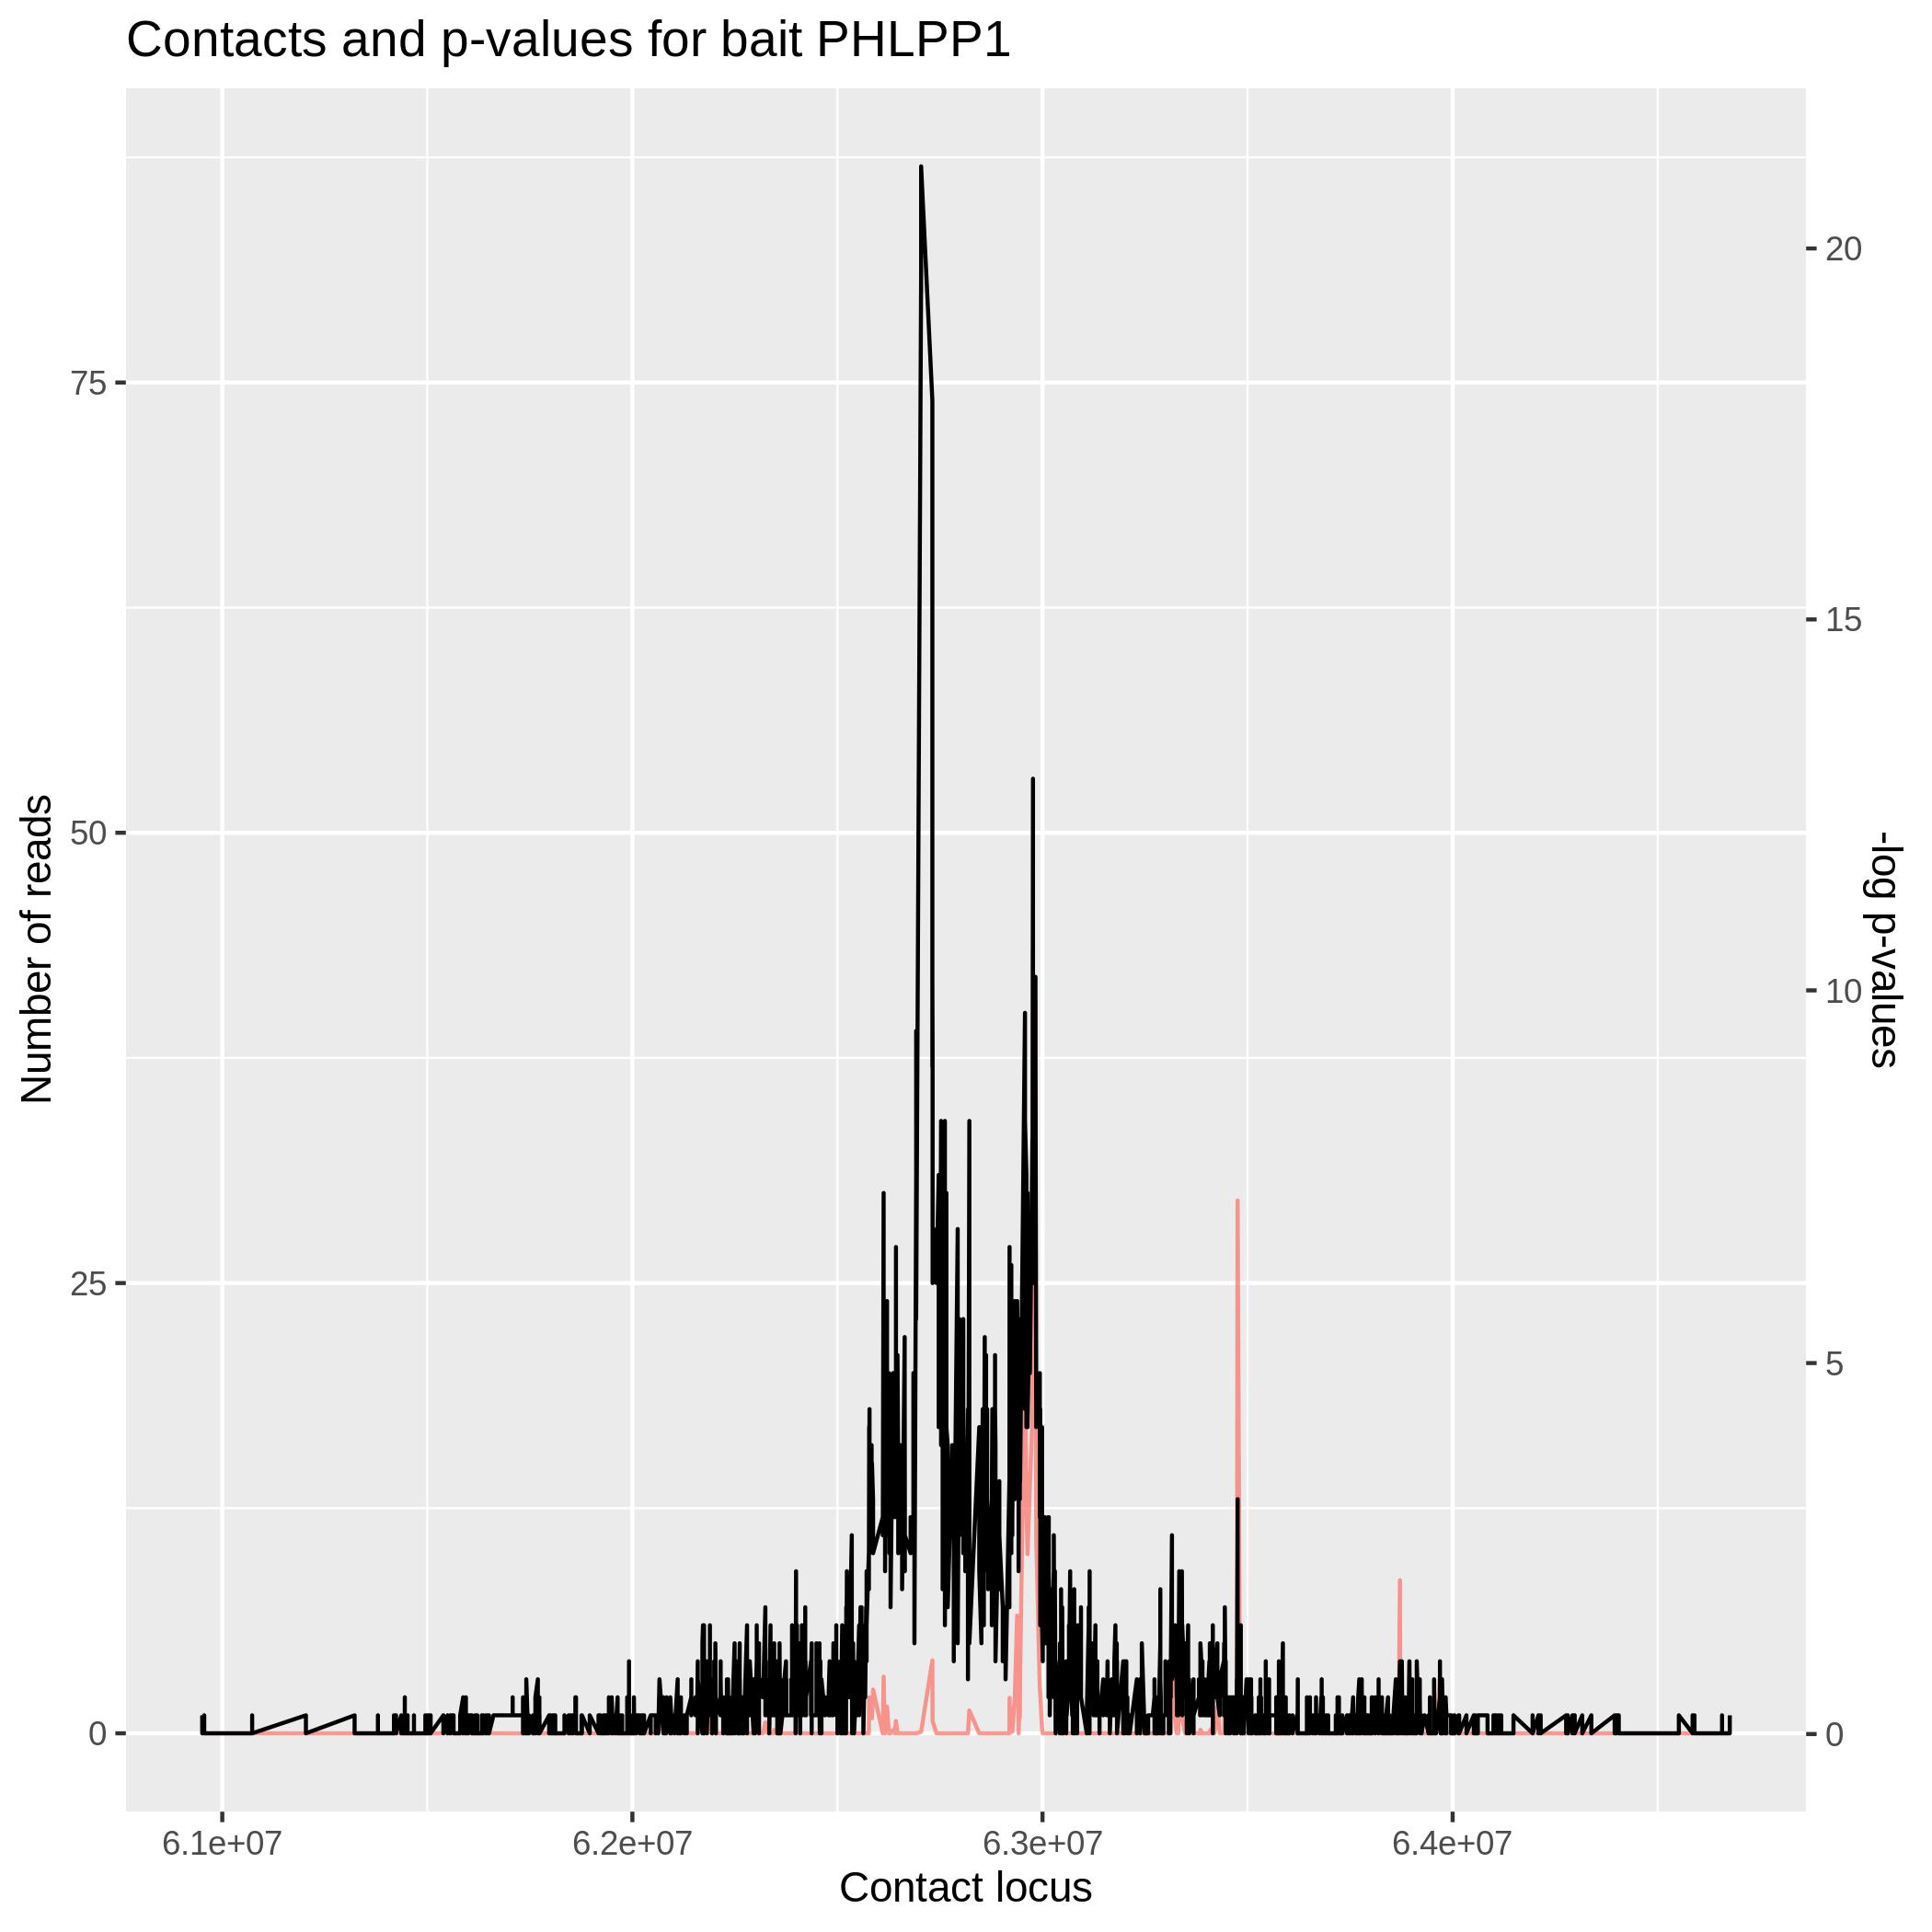 Contacts and p-values for bait PHLPP1
Number of reads
75
50
25
0
20
15
10
5
0
-log p-values
6.1e+07
6.2e+07
6.3e+07
6.4e+07
Contact locus